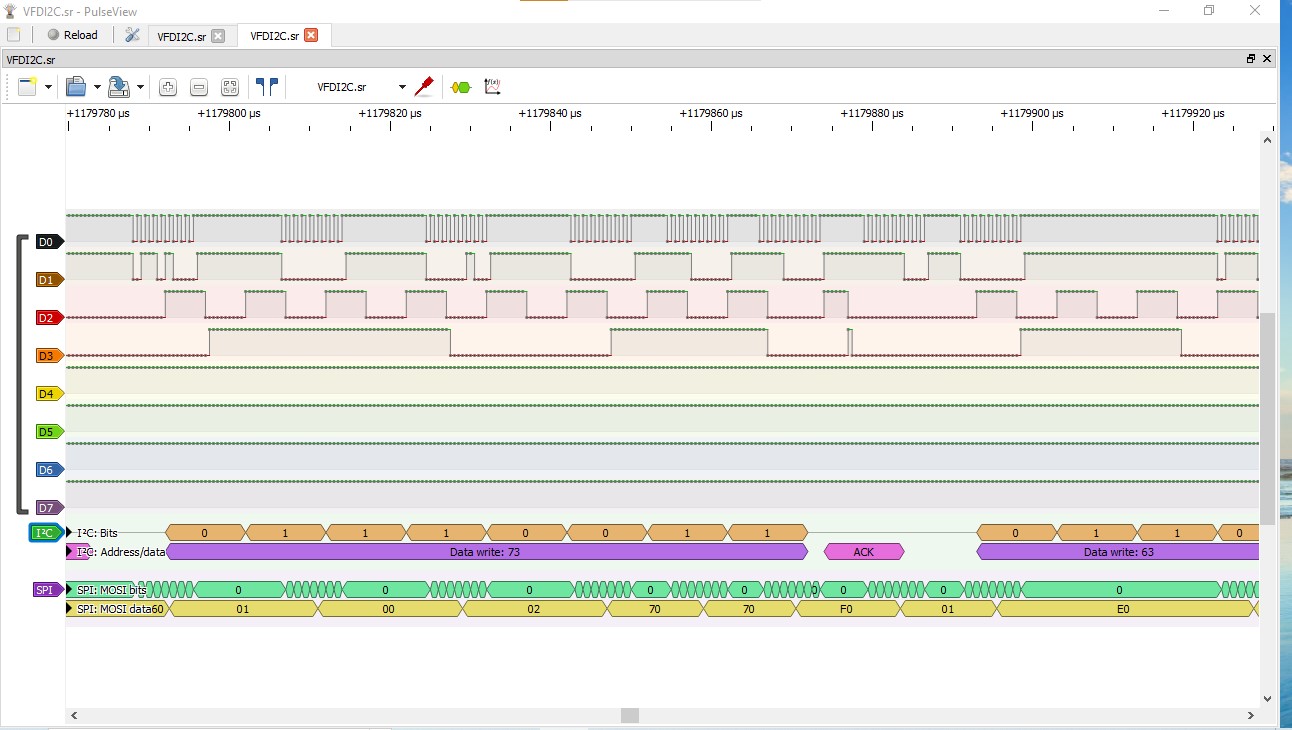 VFDI2C.sr - PulseView
Reload VFDI2C.sr VFDI2C.sr
VFDI2C.sr
VFDI2C.sr f(x)
+1179780 µs +1179800 µs +1179820 µs +1179840 µs +1179860 µs +1179880 µs +1179900 µs +1179920 µs
D0
D1
D2
D3
D4
D5
D6
D7
I²C I²C: Bits 0 1 1 1 0 0 1 1 0 1 1 0
I²C: Address/data Data write: 73 ACK Data write: 63
SPI SPI: MOSI bits 0 0 0 0 0 0 0 0 0
SPI: MOSI data 60 01 00 02 70 70 F0 01 E0